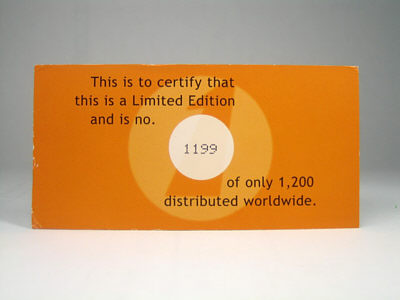 This is to certify that
this is a Limited Edition
and is no.
1199
of only 1,200
distributed worldwide.